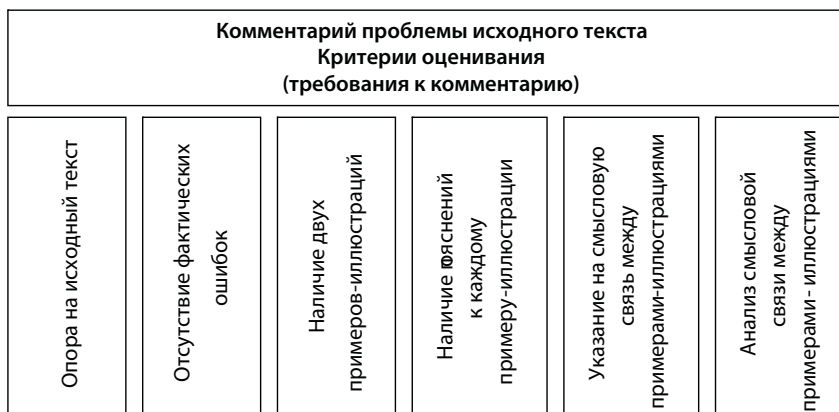 Комментарий проблемы исходного текста
Критерии оценивания
(требования к комментарию)
Опора на исходный текст
Отсутствие фактических
ошибок
Наличие двух
примеров-иллюстраций
Наличие пояснений
к каждому
примеру-иллюстрации
Указание на смысловую
связь между
примерами-иллюстрациями
Анализ смысловой
связи между
примерами- иллюстрациями